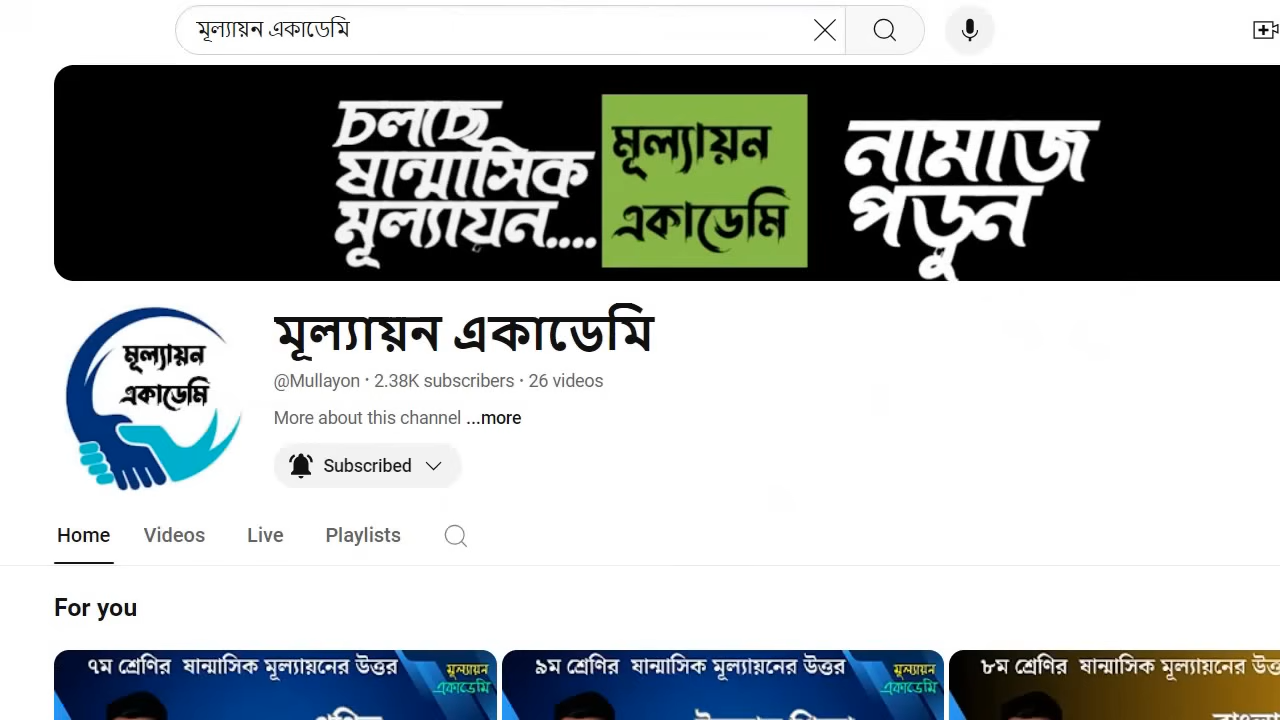 মূল্যায়ন একাডেমি
চলছে
ষান্মাসিক
মূল্যায়ন....
মূল্যায়ন
একাডেমি
নামাজ
পড়ুন
মূল্যায়ন
একাডেমি
মূল্যায়ন একাডেমি
@Mullayon · 2.38K subscribers · 26 videos
More about this channel ...more
Subscribed
Home Videos Live Playlists
For you
৭ম শ্রেণির ষান্মাসিক মূল্যায়নের উত্তর
মূল্যায়ন
একাডেমি
৯ম শ্রেণির ষান্মাসিক মূল্যায়নের উত্তর
মূল্যায়ন
একাডেমি
৮ম শ্রেণির ষান্মাসিক মূল্যায়নের